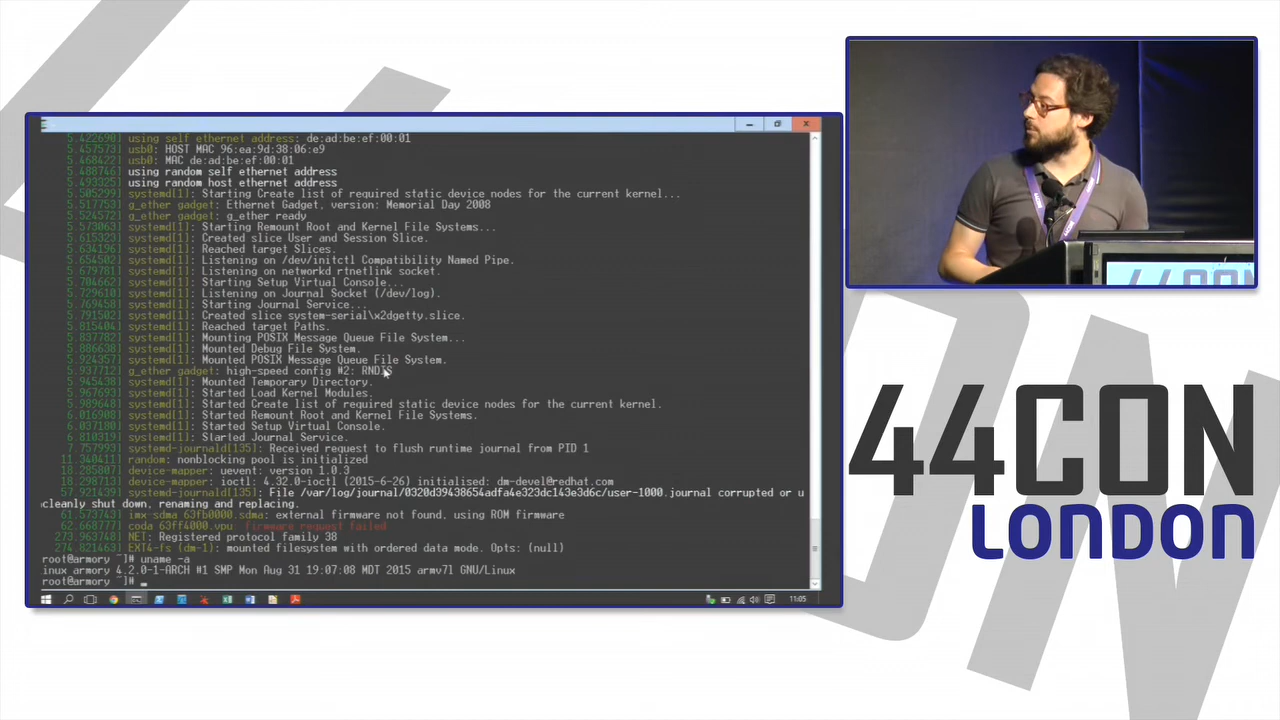 5.422690] using self ethernet address: de:ad:be:ef:00:01
5.457573] usb0: HOST MAC 96:ea:9d:38:06:e9
5.468422] usb0: MAC de:ad:be:ef:00:01
5.488746] using random self ethernet address
5.493325] using random host ethernet address
5.505299] systemd[1]: Starting Create list of required static device nodes for the current kernel...
5.517753] g_ether gadget: Ethernet Gadget, version: Memorial Day 2008
5.524572] g_ether gadget: g_ether ready
5.573063] systemd[1]: Starting Remount Root and Kernel File Systems...
5.615323] systemd[1]: Created slice User and Session Slice.
5.634196] systemd[1]: Reached target Slices.
5.654502] systemd[1]: Listening on /dev/initctl Compatibility Named Pipe.
5.679781] systemd[1]: Listening on networkd rtnetlink socket.
5.704662] systemd[1]: Starting Setup Virtual Console...
5.729618] systemd[1]: Listening on Journal Socket (/dev/log).
5.769458] systemd[1]: Starting Journal Service...
5.791502] systemd[1]: Created slice system-serial\x2dgetty.slice.
5.815404] systemd[1]: Reached target Paths.
5.837782] systemd[1]: Mounting POSIX Message Queue File System...
5.886638] systemd[1]: Mounted Debug File System.
5.924357] systemd[1]: Mounted POSIX Message Queue File System.
5.937712] g_ether gadget: high-speed config #2: RNDIS
5.945438] systemd[1]: Mounted Temporary Directory.
5.967693] systemd[1]: Started Load Kernel Modules.
5.989648] systemd[1]: Started Create list of required static device nodes for the current kernel.
6.016908] systemd[1]: Started Remount Root and Kernel File Systems.
6.037180] systemd[1]: Started Setup Virtual Console.
6.810319] systemd[1]: Started Journal Service.
7.757993] systemd-journald[135]: Received request to flush runtime journal from PID 1
11.340411] random: nonblocking pool is initialized
18.285807] device-mapper: uevent: version 1.0.3
18.298713] device-mapper: ioctl: 4.32.0-ioctl (2015-6-26) initialised: dm-devel@redhat.com
57.921439] systemd-journald[135]: File /var/log/journal/0320d39438654adfa4e323dc143e3d6c/user-1000.journal corrupted or u
cleanly shut down, renaming and replacing.
61.573743] imx-sdma 63fb0000.sdma: external firmware not found, using ROM firmware
62.668777] coda 63ff4000.vpu: firmware request failed
273.963748] NET: Registered protocol family 38
274.821463] EXT4-fs (dm-1): mounted filesystem with ordered data mode. Opts: (null)
root@armory ~]# uname -a
inux armory 4.2.0-1-ARCH #1 SMP Mon Aug 31 19:07:08 MDT 2015 armv7l GNU/Linux
root@armory ~]#
11:05
44CON
44CON
LONDON